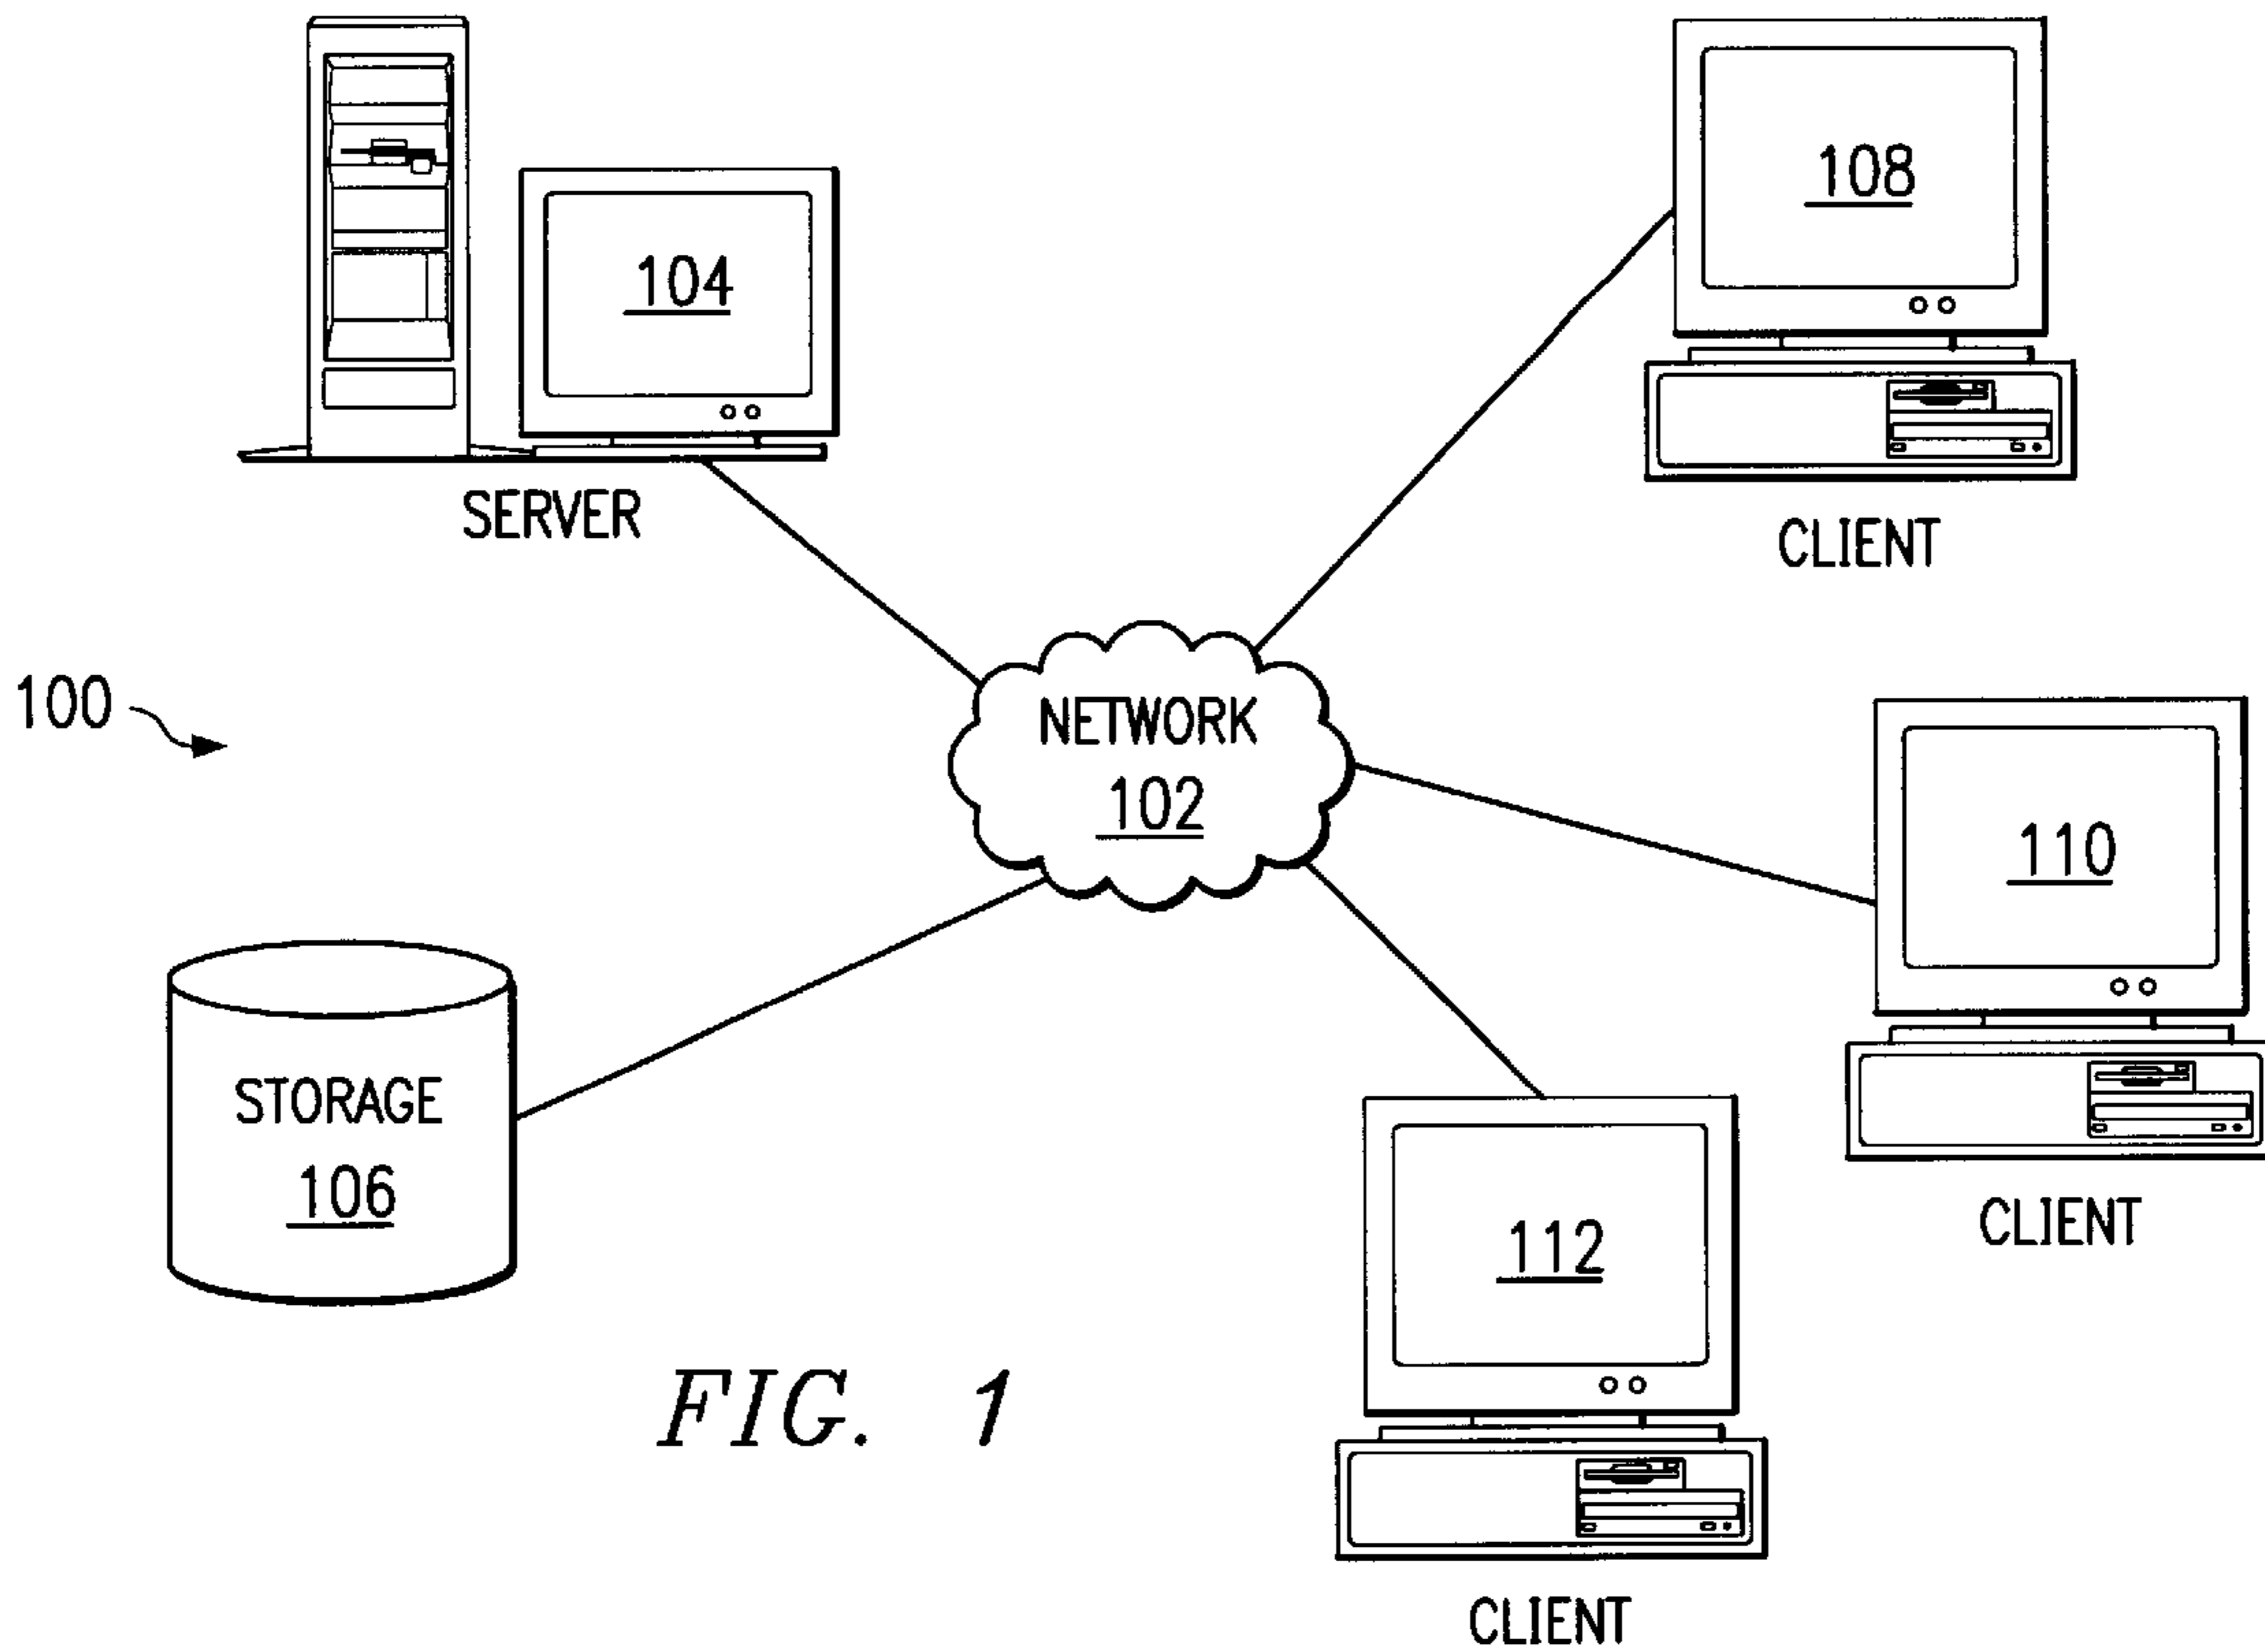 104
SERVER
108
CLIENT
100
NETWORK
102
110
CLIENT
STORAGE
106
112
CLIENT
FIG. 1